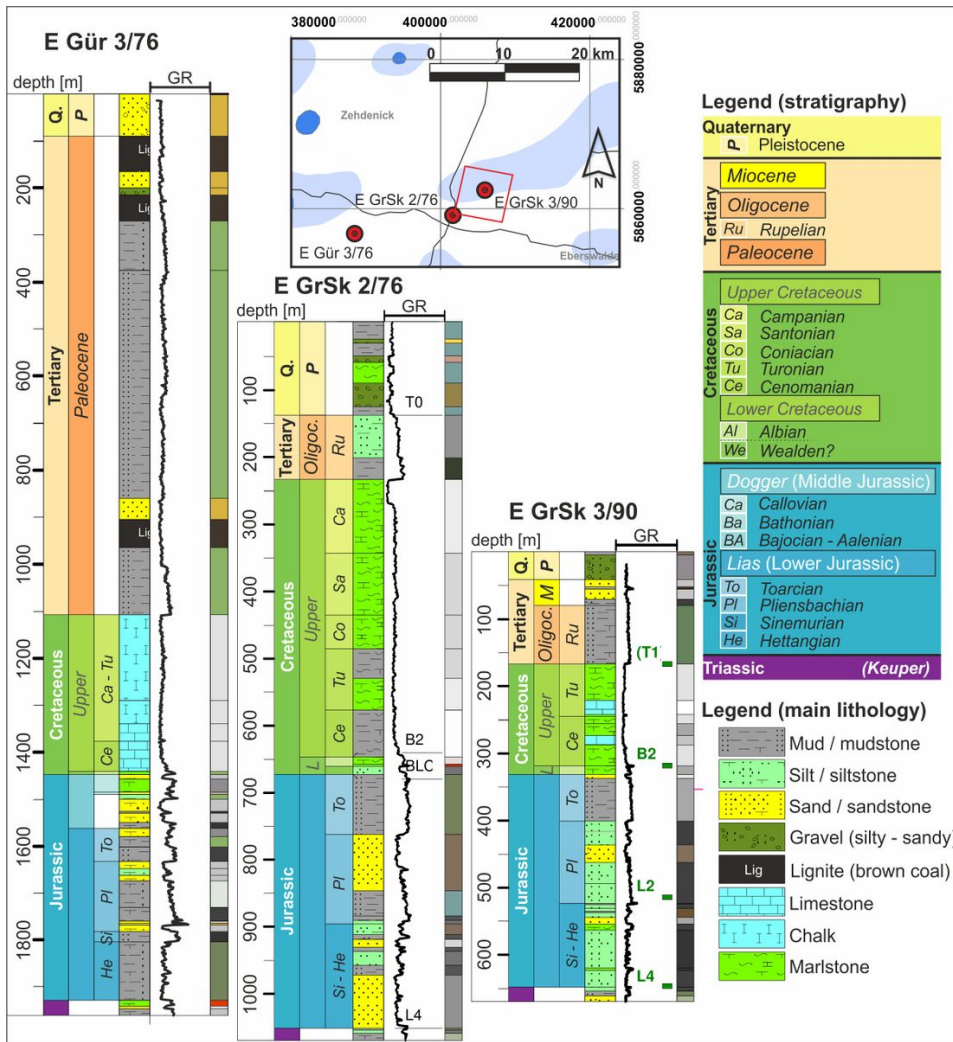 E Gür 3/76
depth [m]
GR
Q.
P
Tertiary
Paleocene
Cretaceous
Upper
Ca - Tu
Ce
Jurassic
To
Pl
Si
He
Lig
Lig
Lig
200
400
600
800
1000
1200
1400
1600
1800
380000,000000
400000,000000
420000,000000
0 10 20 km
5880000,000000
5860000,000000
Zehdenick
N
E GrSk 2/76
E GrSk 3/90
E Gür 3/76
Eberswalde
E GrSk 2/76
depth [m]
GR
Q.
P
Tertiary
Oligoc.
Ru
Cretaceous
Upper
Ca
Sa
Co
Tu
Ce
L
Jurassic
To
Pl
Si - He
100
200
300
400
500
600
700
800
900
1000
T0
B2
BLC
L4
E GrSk 3/90
depth [m]
GR
Q.
P
Tertiary
M
Oligoc.
Ru
Cretaceous
Upper
Tu
Ce
L
Jurassic
To
Pl
Si - He
100
200
300
400
500
600
(T1)
B2
L2
L4
Legend (stratigraphy)
Quaternary
P Pleistocene
Tertiary
Miocene
Oligocene
Ru Rupelian
Paleocene
Cretaceous
Upper Cretaceous
Ca Campanian
Sa Santonian
Co Coniacian
Tu Turonian
Ce Cenomanian
Lower Cretaceous
Al Albian
We Wealden?
Jurassic
Dogger (Middle Jurassic)
Ca Callovian
Ba Bathonian
BA Bajocian - Aalenian
Lias (Lower Jurassic)
To Toarcian
Pl Pliensbachian
Si Sinemurian
He Hettangian
Triassic (Keuper)
Legend (main lithology)
Mud / mudstone
Silt / siltstone
Sand / sandstone
Gravel (silty - sandy)
Lig Lignite (brown coal)
Limestone
Chalk
Marlstone